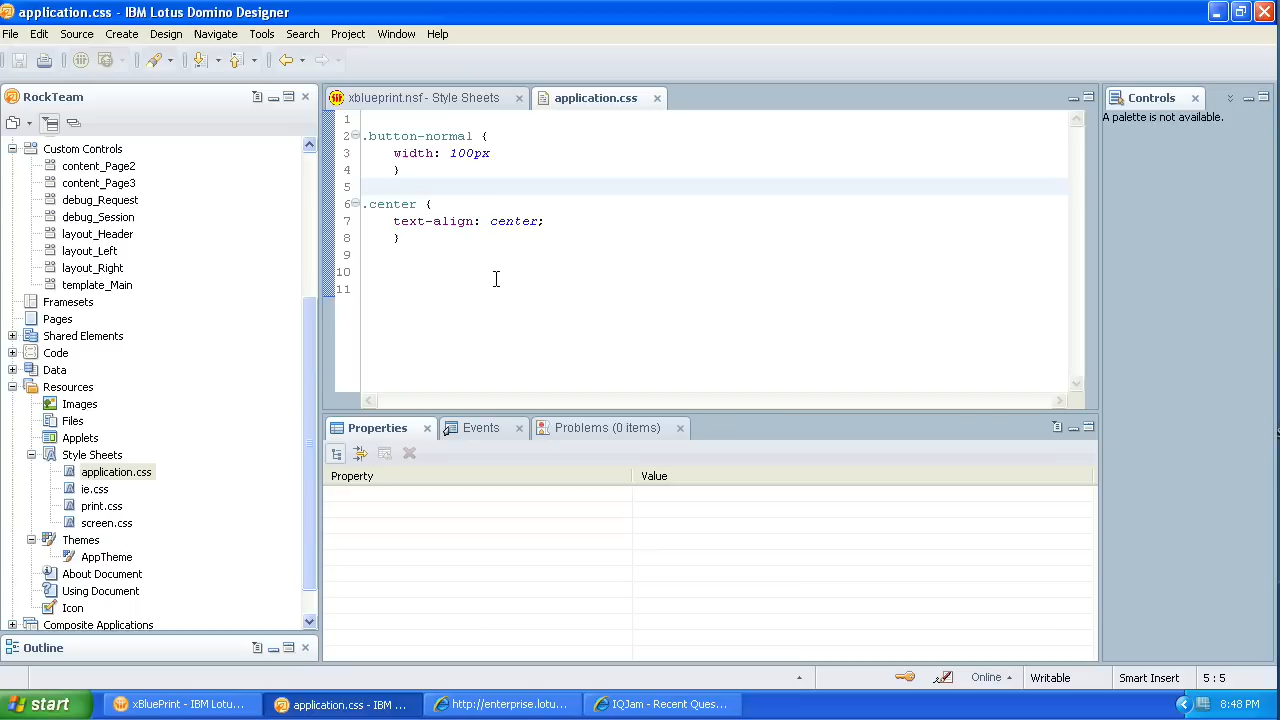 application.css - IBM Lotus Domino Designer
File Edit Source Create Design Navigate Tools Search Project Window Help
RockTeam
xblueprint.nsf - Style Sheets
application.css
Controls
A palette is not available.
Custom Controls
content_Page2
content_Page3
debug_Request
debug_Session
layout_Header
layout_Left
layout_Right
template_Main
Framesets
Pages
Shared Elements
Code
Data
Resources
Images
Files
Applets
Style Sheets
application.css
ie.css
print.css
screen.css
Themes
AppTheme
About Document
Using Document
Icon
Composite Applications
Outline
1
2 .button-normal {
3 width: 100px
4 }
5
6 .center {
7 text-align: center;
8 }
9
10
11
Properties Events Problems (0 items)
Property Value
Online Writable Smart Insert 5 : 5
start
xBluePrint - IBM Lotus Do...
application.css - IBM ...
http://enterprise.lotu...
IQJam - Recent Ques...
8:48 PM